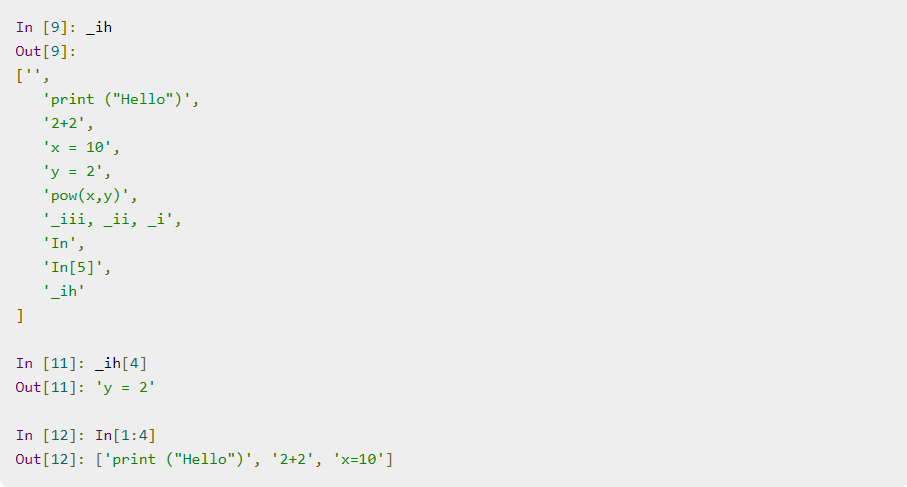 In [9]: _ih
Out[9]:
['',
'print ("Hello")',
'2+2',
'x = 10',
'y = 2',
'pow(x,y)',
'_iii, _ii, _i',
'In',
'In[5]',
'_ih'
]
In [11]: _ih[4]
Out[11]: 'y = 2'
In [12]: In[1:4]
Out[12]: ['print ("Hello")', '2+2', 'x=10']